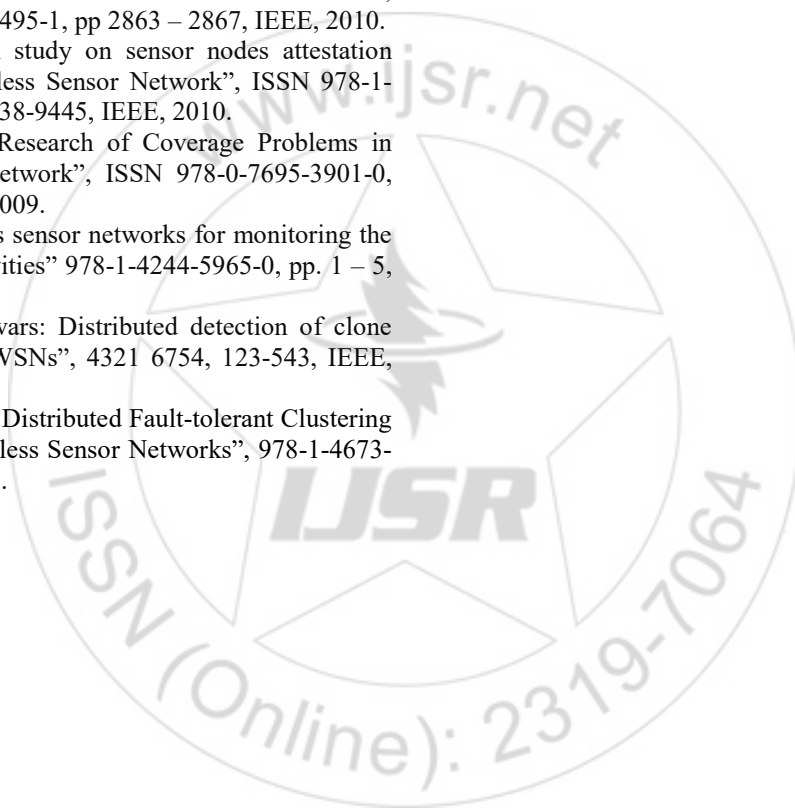 495-1, pp 2863 – 2867, IEEE, 2010.
study on sensor nodes attestation
less Sensor Network”, ISSN 978-1-
38-9445, IEEE, 2010.
Research of Coverage Problems in
etwork”, ISSN 978-0-7695-3901-0,
009.
s sensor networks for monitoring the
ities” 978-1-4244-5965-0, pp. 1 – 5,
wars: Distributed detection of clone
WSNs”, 4321 6754, 123-543, IEEE,
Distributed Fault-tolerant Clustering
less Sensor Networks”, 978-1-4673-
.
www.ijsr.net
IJSR
ISSN (Online): 2319-7064